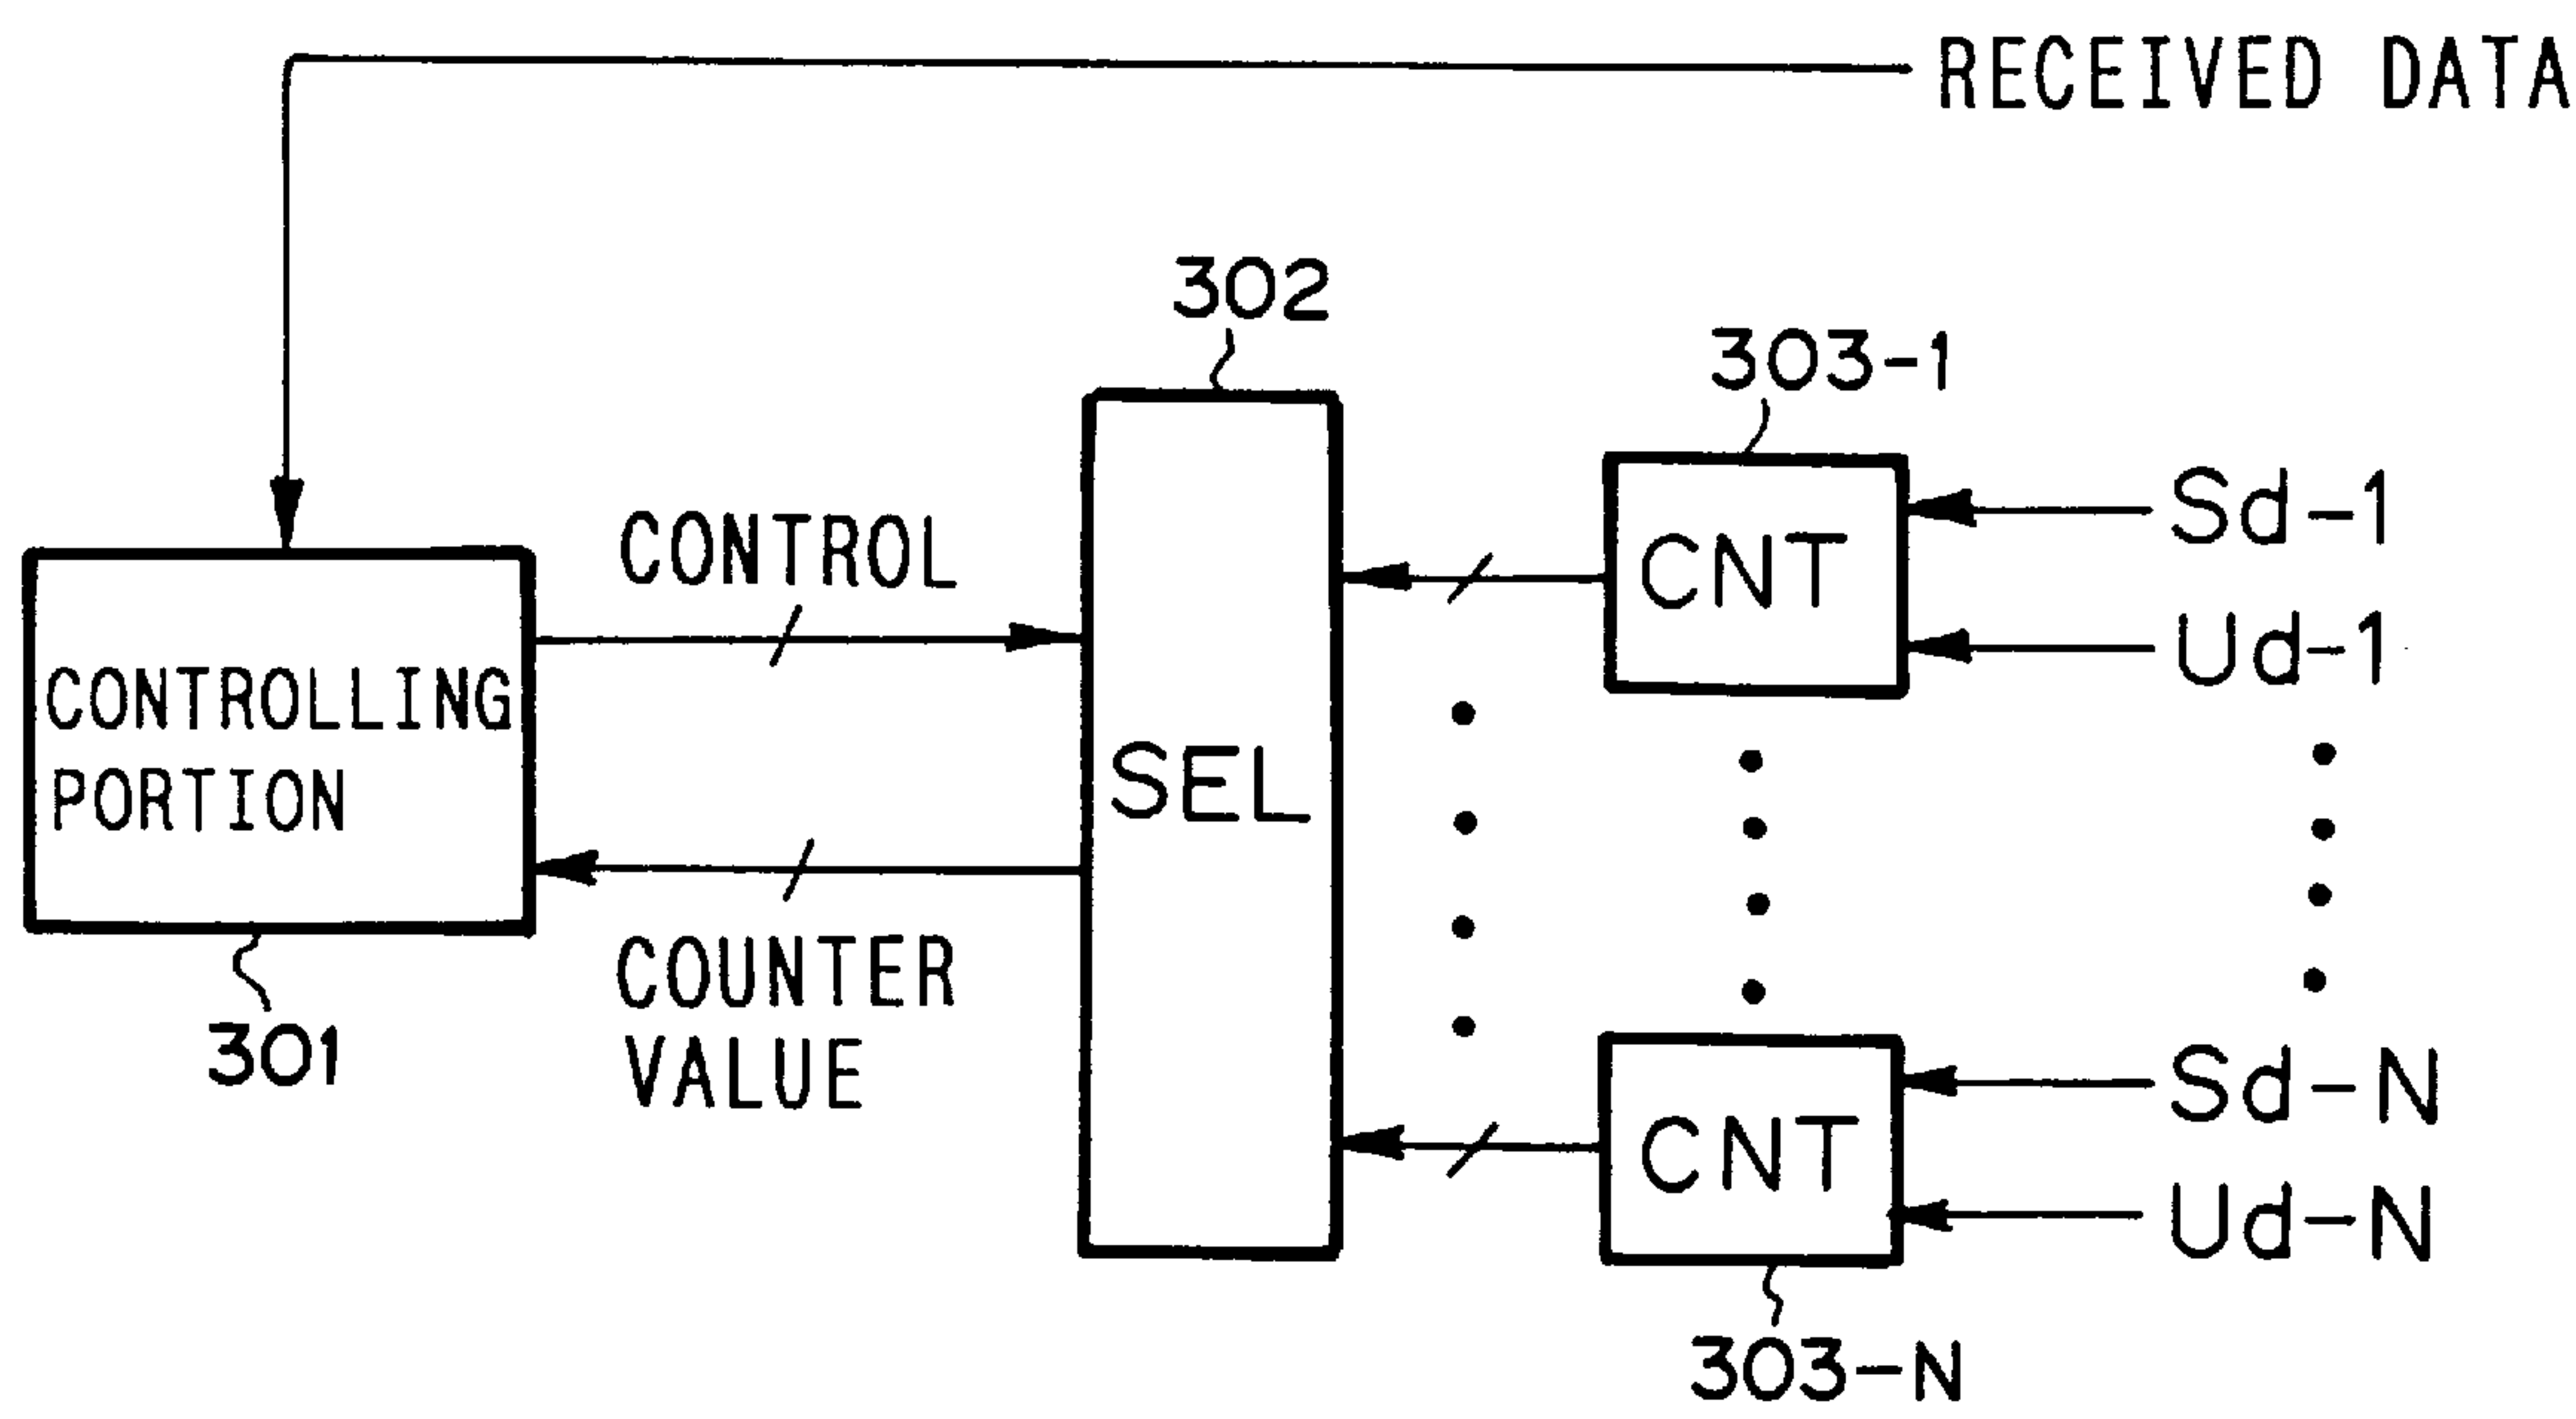 RECEIVED DATA
302
303-1
Sd-1
CONTROL
CNT
Ud-1
CONTROLLING
PORTION
SEL
COUNTER
VALUE
301
Sd-N
CNT
Ud-N
303-N